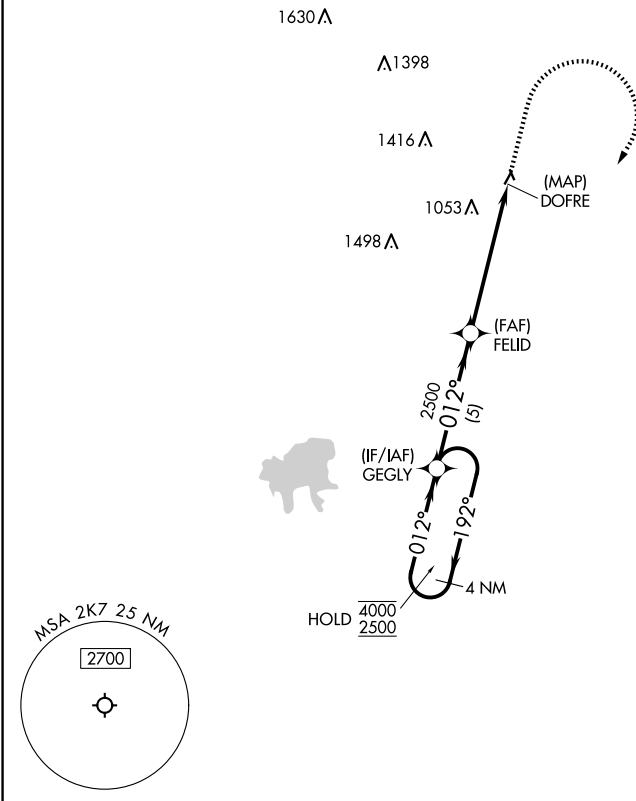 1630
1398
1416
1053
1498
(MAP)
DOFRE
(FAF)
FELID
2500
012°
(5)
(IF/IAF)
GEGLY
012°
192°
4 NM
HOLD 4000
2500
MSA 2K7 25 NM
2700